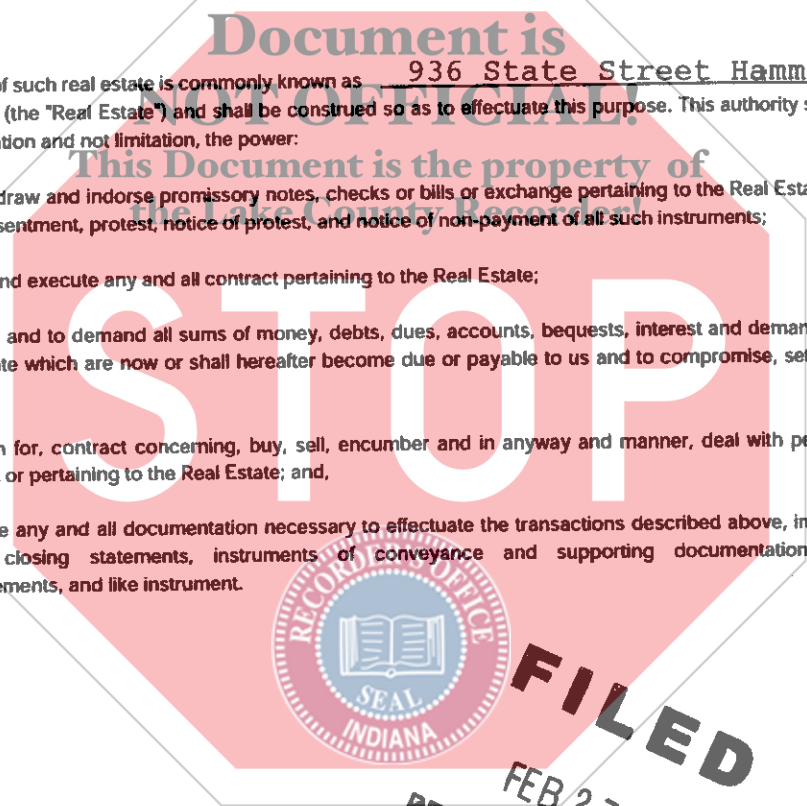 Document is
of such real estate is commonly known as 936 State Street Hamm
(the "Real Estate") and shall be construed so as to effectuate this purpose. This authority s
NOT OFFICIAL!
tion and not limitation, the power:
This Document is the property of
draw and indorse promissory notes, checks or bills or exchange pertaining to the Real Esta
the Lake County Recorder!
sentment, protest, notice of protest, and notice of non-payment of all such instruments;
nd execute any and all contract pertaining to the Real Estate;
and to demand all sums of money, debts, dues, accounts, bequests, interest and deman
te which are now or shall hereafter become due or payable to us and to compromise, set
STOP
n for, contract concerning, buy, sell, encumber and in anyway and manner, deal with pe
or pertaining to the Real Estate; and,
e any and all documentation necessary to effectuate the transactions described above, in
closing statements, instruments of conveyance and supporting documentation
ements, and like instrument.
RECORDER'S OFFICE
SEAL
INDIANA
FILED
FEB 2